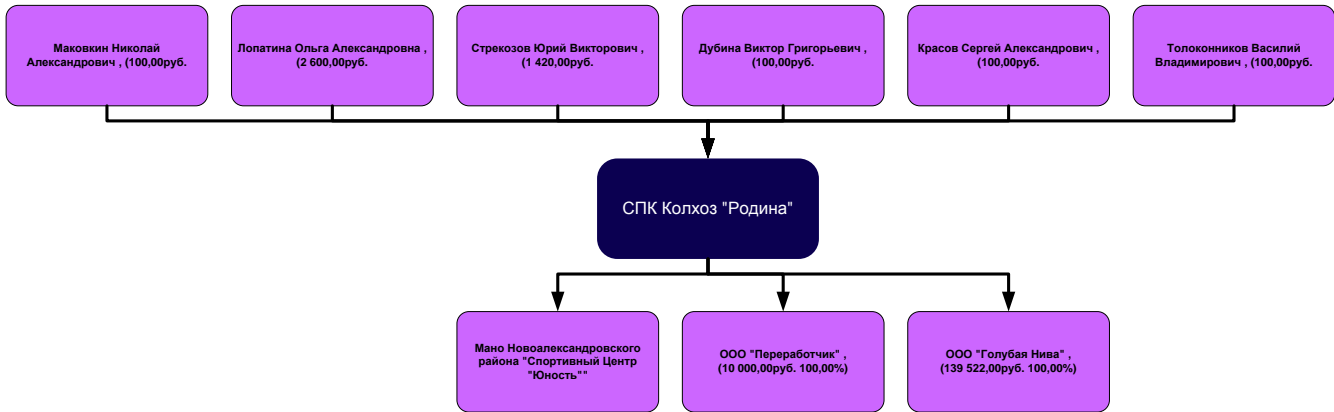 Маковкин Николай
Александрович , (100,00руб.
Лопатина Ольга Александровна ,
(2 600,00руб.
Стрекозов Юрий Викторович ,
(1 420,00руб.
Дубина Виктор Григорьевич ,
(100,00руб.
Красов Сергей Александрович ,
(100,00руб.
Толоконников Василий
Владимирович , (100,00руб.
СПК Колхоз "Родина"
Мано Новоалександровского
района "Спортивный Центр
"Юность""
ООО "Переработчик" ,
(10 000,00руб. 100,00%)
ООО "Голубая Нива" ,
(139 522,00руб. 100,00%)